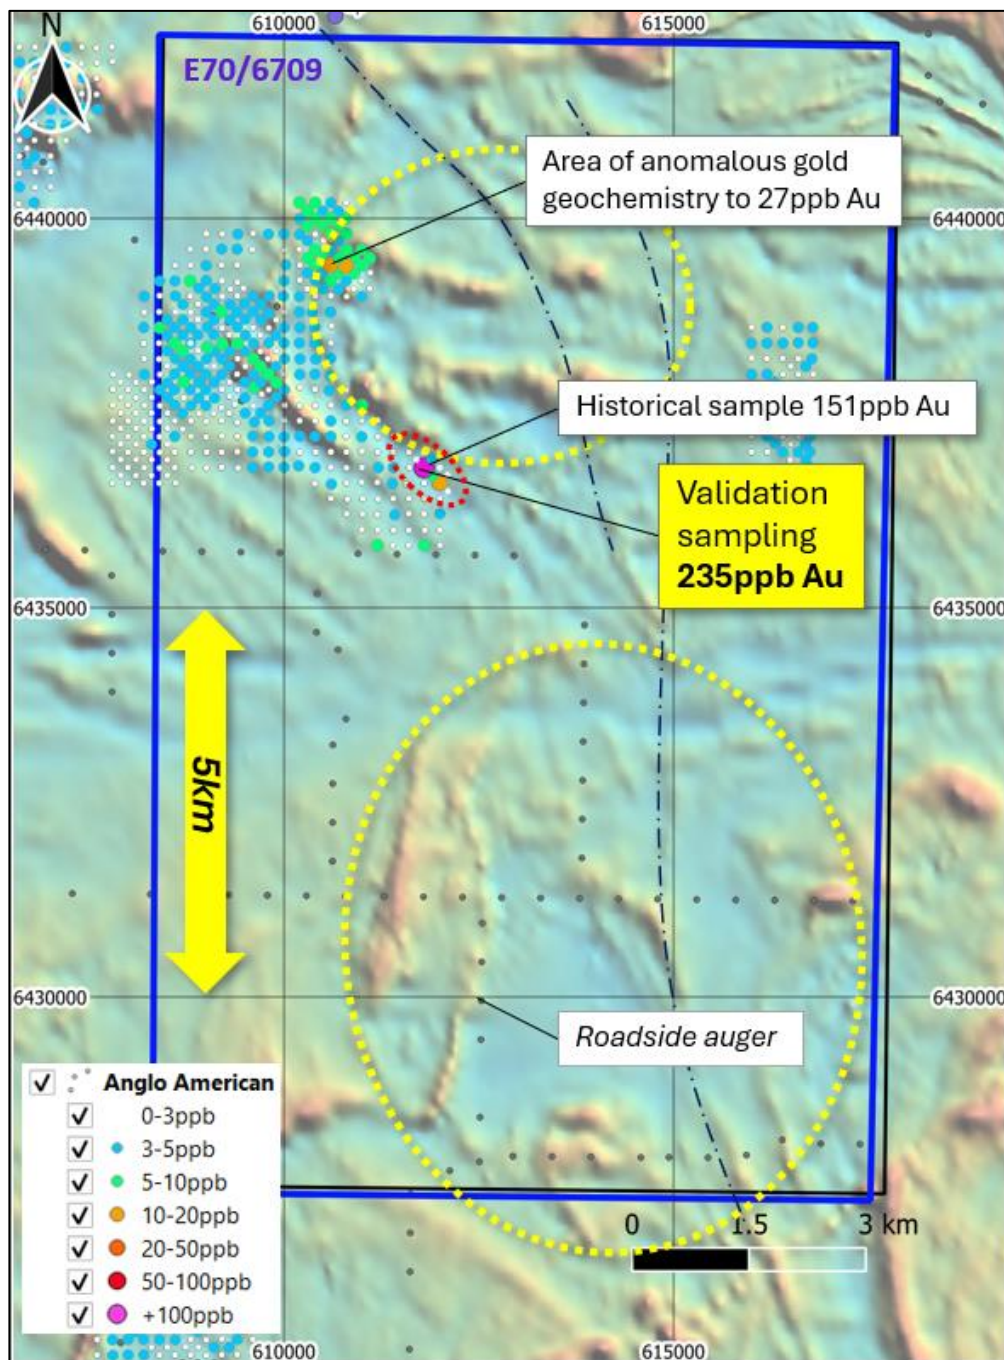 610000
615000
N
E70/6709
Area of anomalous gold
geochemistry to 27ppb Au
6440000
6440000
Historical sample 151ppb Au
Validation
sampling
235ppb Au
6435000
6435000
5km
6430000
6430000
Roadside auger
Anglo American
0-3ppb
3-5ppb
5-10ppb
10-20ppb
20-50ppb
50-100ppb
+100ppb
0 1.5 3 km
610000
615000